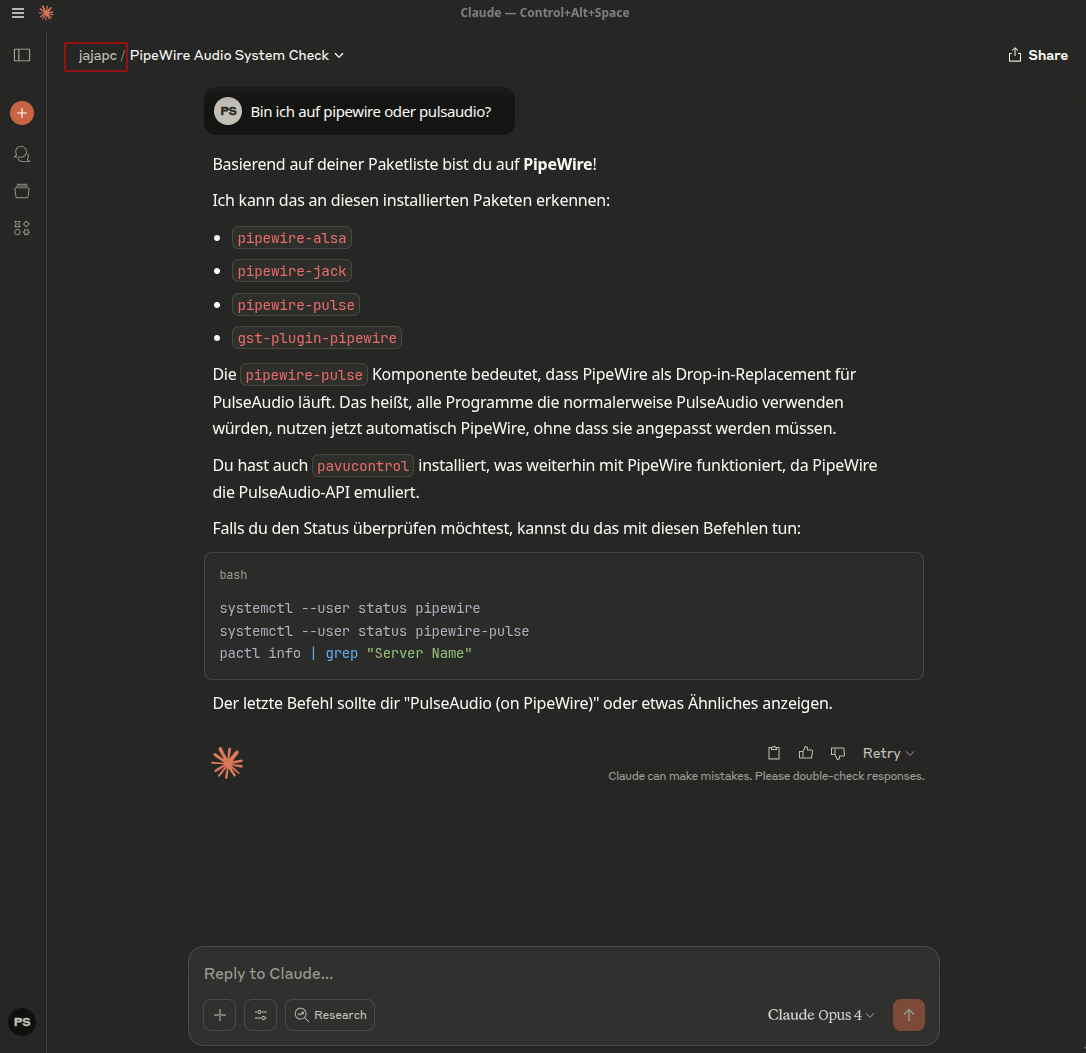 Claude — Control+Alt+Space
jajapc / PipeWire Audio System Check
Share
PS
Bin ich auf pipewire oder pulsaudio?
Basierend auf deiner Paketliste bist du auf PipeWire!
Ich kann das an diesen installierten Paketen erkennen:
• pipewire-alsa
• pipewire-jack
• pipewire-pulse
• gst-plugin-pipewire
Die pipewire-pulse Komponente bedeutet, dass PipeWire als Drop-in-Replacement für
PulseAudio läuft. Das heißt, alle Programme die normalerweise PulseAudio verwenden
würden, nutzen jetzt automatisch PipeWire, ohne dass sie angepasst werden müssen.
Du hast auch pavucontrol installiert, was weiterhin mit PipeWire funktioniert, da PipeWire
die PulseAudio-API emuliert.
Falls du den Status überprüfen möchtest, kannst du das mit diesen Befehlen tun:
bash
systemctl --user status pipewire
systemctl --user status pipewire-pulse
pactl info | grep "Server Name"
Der letzte Befehl sollte dir "PulseAudio (on PipeWire)" oder etwas Ähnliches anzeigen.
Retry
Claude can make mistakes. Please double-check responses.
Reply to Claude...
Research
Claude Opus 4
PS